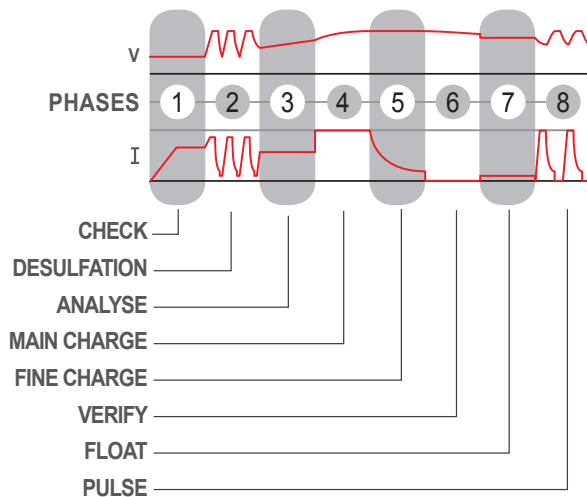 V
PHASES 1 2 3 4 5 6 7 8
I
CHECK
DESULFATION
ANALYSE
MAIN CHARGE
FINE CHARGE
VERIFY
FLOAT
PULSE